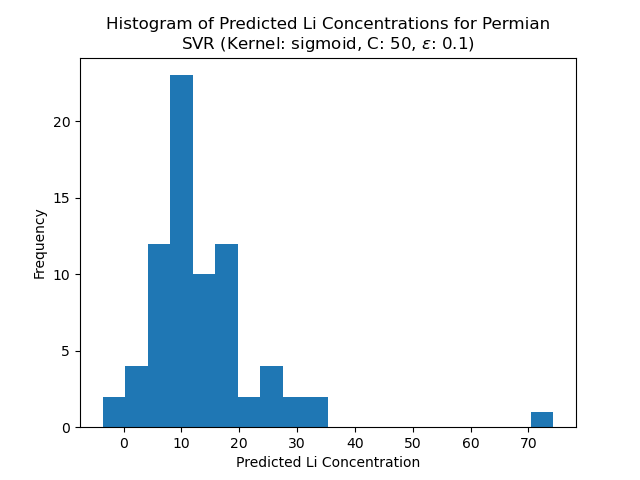 Histogram of Predicted Li Concentrations for Permian
SVR (Kernel: sigmoid, C: 50, ε: 0.1)
Frequency
20
15
10
5
0
0 10 20 30 40 50 60 70
Predicted Li Concentration